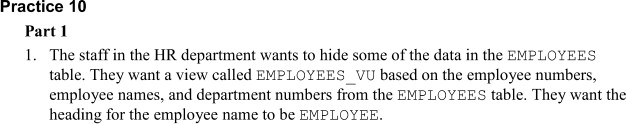 Practice 10
Part 1
1. The staff in the HR department wants to hide some of the data in the EMPLOYEES
table. They want a view called EMPLOYEES_VU based on the employee numbers,
employee names, and department numbers from the EMPLOYEES table. They want the
heading for the employee name to be EMPLOYEE.